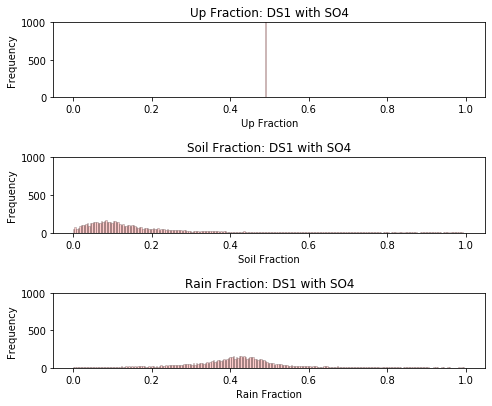 Up Fraction: DS1 with SO4
1000
500
0
Frequency
0.0 0.2 0.4 0.6 0.8 1.0
Up Fraction
Soil Fraction: DS1 with SO4
1000
500
0
Frequency
0.0 0.2 0.4 0.6 0.8 1.0
Soil Fraction
Rain Fraction: DS1 with SO4
1000
500
0
Frequency
0.0 0.2 0.4 0.6 0.8 1.0
Rain Fraction